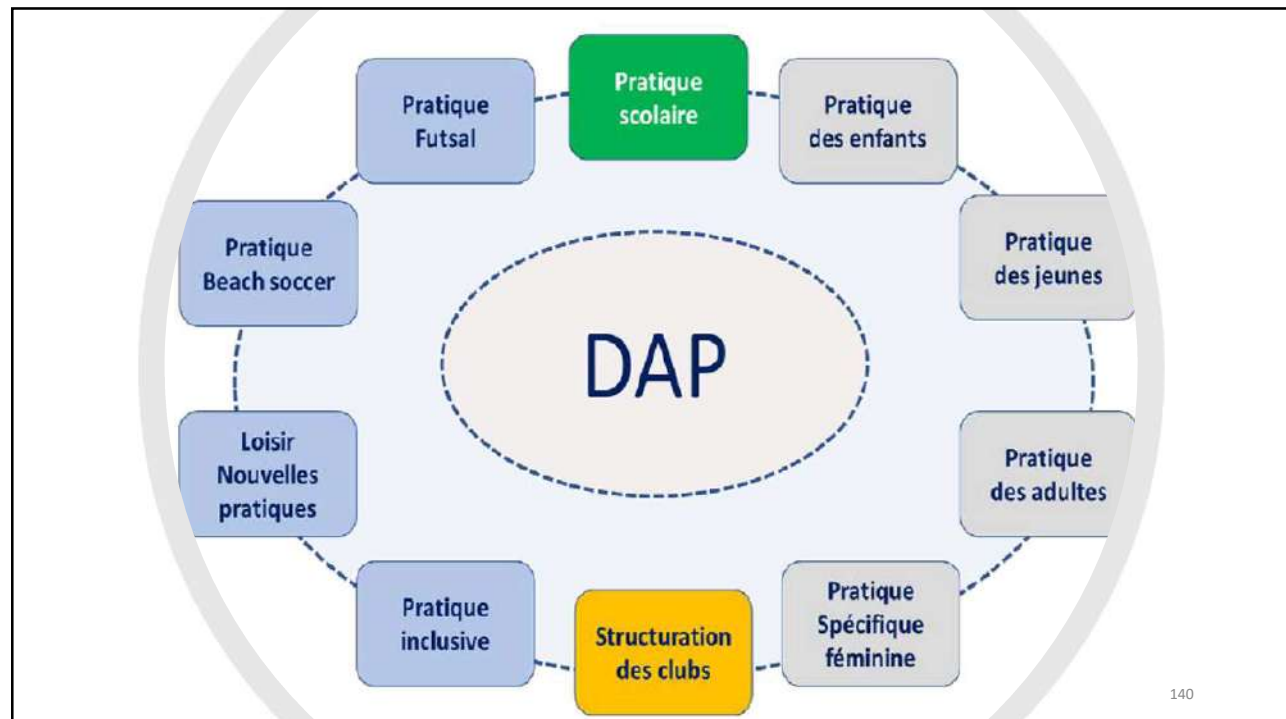 Pratique
scolaire
Pratique
des enfants
Pratique
des jeunes
Pratique
des adultes
Pratique
Spécifique
féminine
Structuration
des clubs
Pratique
inclusive
Loisir
Nouvelles
pratiques
Pratique
Beach soccer
Pratique
Futsal
DAP
140